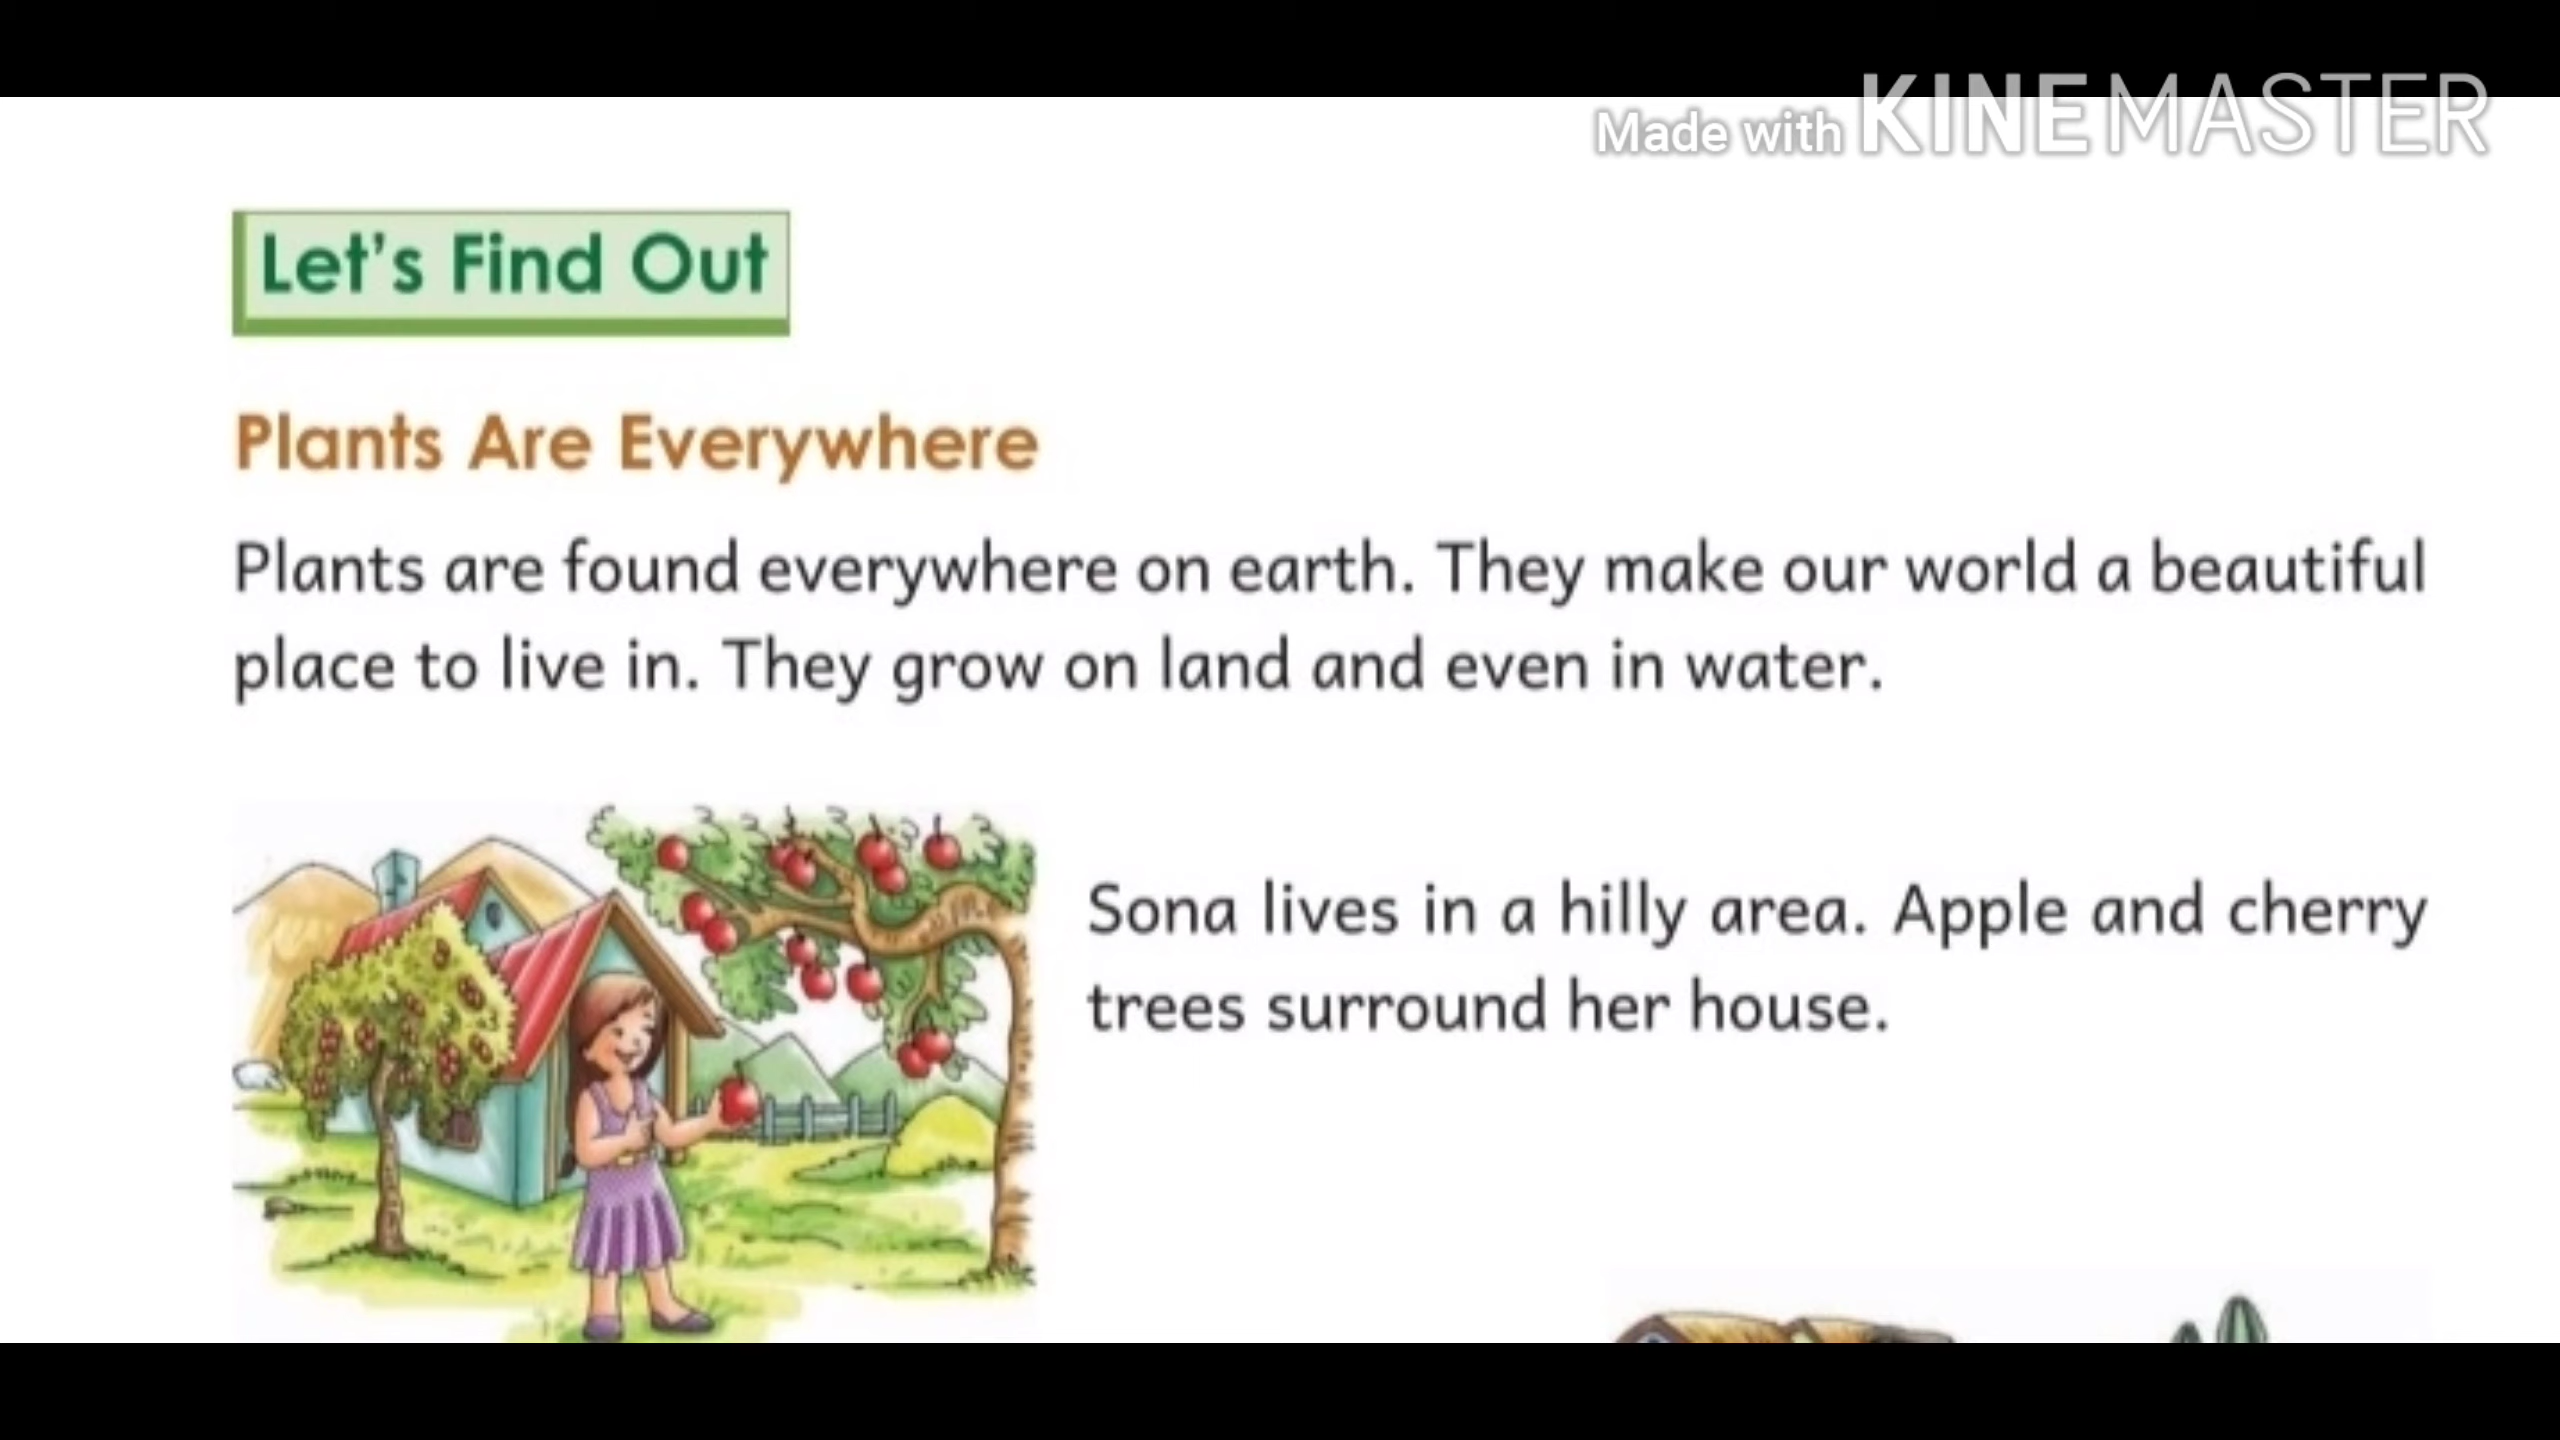 Made with KINEMASTER
Let's Find Out
Plants Are Everywhere
Plants are found everywhere on earth. They make our world a beautiful
place to live in. They grow on land and even in water.
Sona lives in a hilly area. Apple and cherry
trees surround her house.